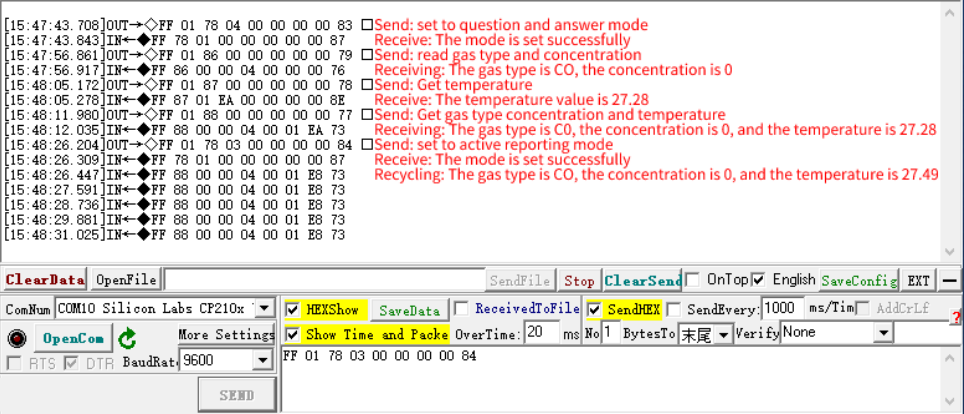 [15:47:43.708]OUT→◇FF 01 78 04 00 00 00 00 83 □Send: set to question and answer mode
[15:47:43.843]IN←◆FF 78 01 00 00 00 00 00 87 Receive: The mode is set successfully
[15:47:56.861]OUT→◇FF 01 86 00 00 00 00 00 79 □Send: read gas type and concentration
[15:47:56.917]IN←◆FF 86 00 00 04 00 00 00 76 Receiving: The gas type is CO, the concentration is 0
[15:48:05.172]OUT→◇FF 01 87 00 00 00 00 00 78 □Send: Get temperature
[15:48:05.278]IN←◆FF 87 01 EA 00 00 00 00 8E Receive: The temperature value is 27.28
[15:48:11.980]OUT→◇FF 01 88 00 00 00 00 00 77 □Send: Get gas type concentration and temperature
[15:48:12.035]IN←◆FF 88 00 00 04 00 01 EA 73 Receiving: The gas type is C0, the concentration is 0, and the temperature is 27.28
[15:48:26.204]OUT→◇FF 01 78 03 00 00 00 00 84 □Send: set to active reporting mode
[15:48:26.309]IN←◆FF 78 01 00 00 00 00 00 87 Receive: The mode is set successfully
[15:48:26.447]IN←◆FF 88 00 00 04 00 01 E8 73 Recycling: The gas type is CO, the concentration is 0, and the temperature is 27.49
[15:48:27.591]IN←◆FF 88 00 00 04 00 01 E8 73
[15:48:28.736]IN←◆FF 88 00 00 04 00 01 E8 73
[15:48:29.881]IN←◆FF 88 00 00 04 00 01 E8 73
[15:48:31.025]IN←◆FF 88 00 00 04 00 01 E8 73
ClearData OpenFile SendFile Stop ClearSend OnTop English SaveConfig EXT —
ComNum COM10 Silicon Labs CP210x HEXShow SaveData ReceivedToFile SendHEX SendEvery: 1000 ms/Tim AddCrLf
OpenCom More Settings Show Time and Packe OverTime: 20 ms No 1 BytesTo 末尾 Verify None ?
RTS DTR BaudRat 9600 FF 01 78 03 00 00 00 00 84
SEND